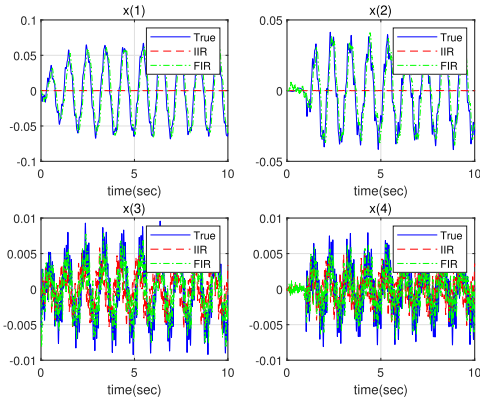 x(1)
0.1
0.05
0
-0.05
-0.1
0
5
10
time(sec)
True
IIR
FIR
x(2)
0.05
0
-0.05
0
5
10
time(sec)
True
IIR
FIR
x(3)
0.01
0.005
0
-0.005
-0.01
0
5
10
time(sec)
True
IIR
FIR
x(4)
0.01
0.005
0
-0.005
-0.01
0
5
10
time(sec)
True
IIR
FIR